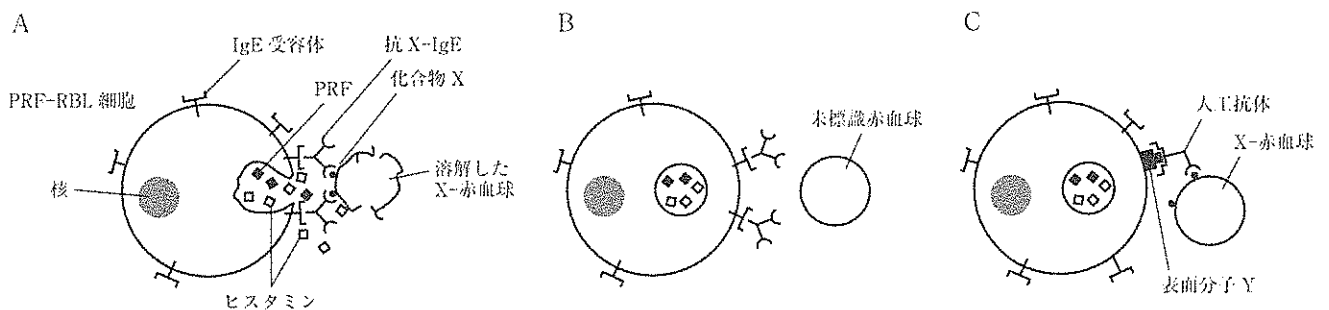 A
IgE 受容体
抗 X-IgE
化合物 X
PRF
PRF-RBL 細胞
核
溶解した
X-赤血球
ヒスタミン
B
未標識赤血球
C
人工抗体
X-赤血球
表面分子 Y